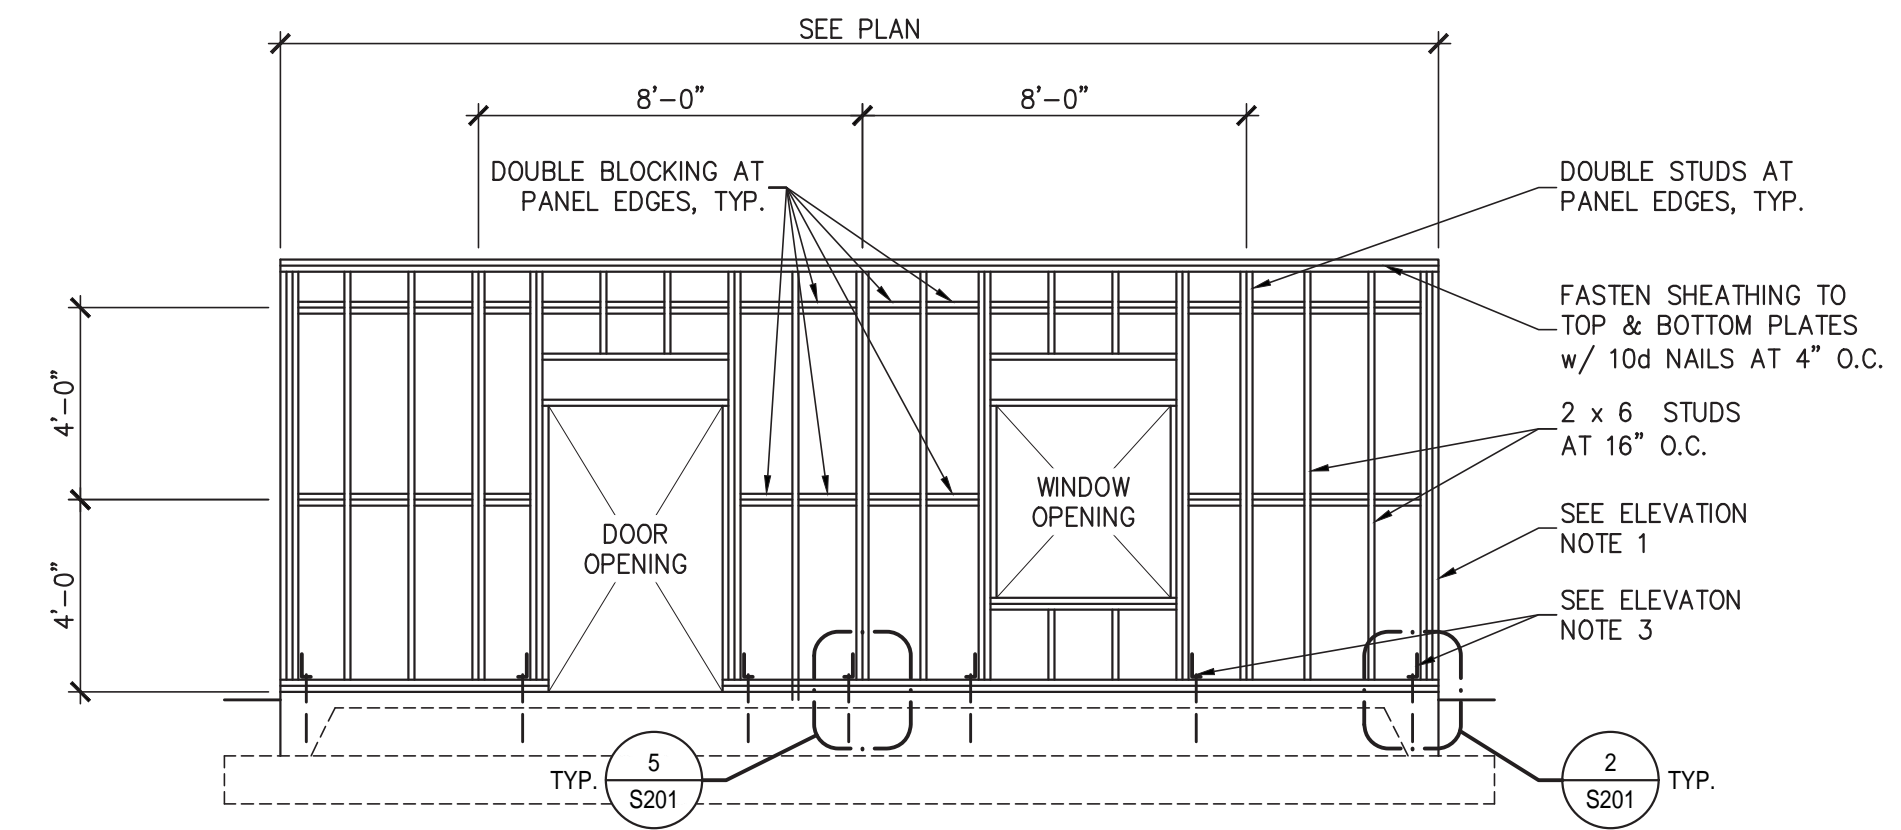 SEE PLAN
8'-0"
8'-0"
DOUBLE BLOCKING AT
PANEL EDGES, TYP.
DOUBLE STUDS AT
PANEL EDGES, TYP.
FASTEN SHEATHING TO
TOP & BOTTOM PLATES
w/ 10d NAILS AT 4" O.C.
4'-0"
2 x 6 STUDS
AT 16" O.C.
WINDOW
OPENING
DOOR
OPENING
SEE ELEVATION
NOTE 1
4'-0"
SEE ELEVATON
NOTE 3
TYP.
5
S201
2
S201
TYP.